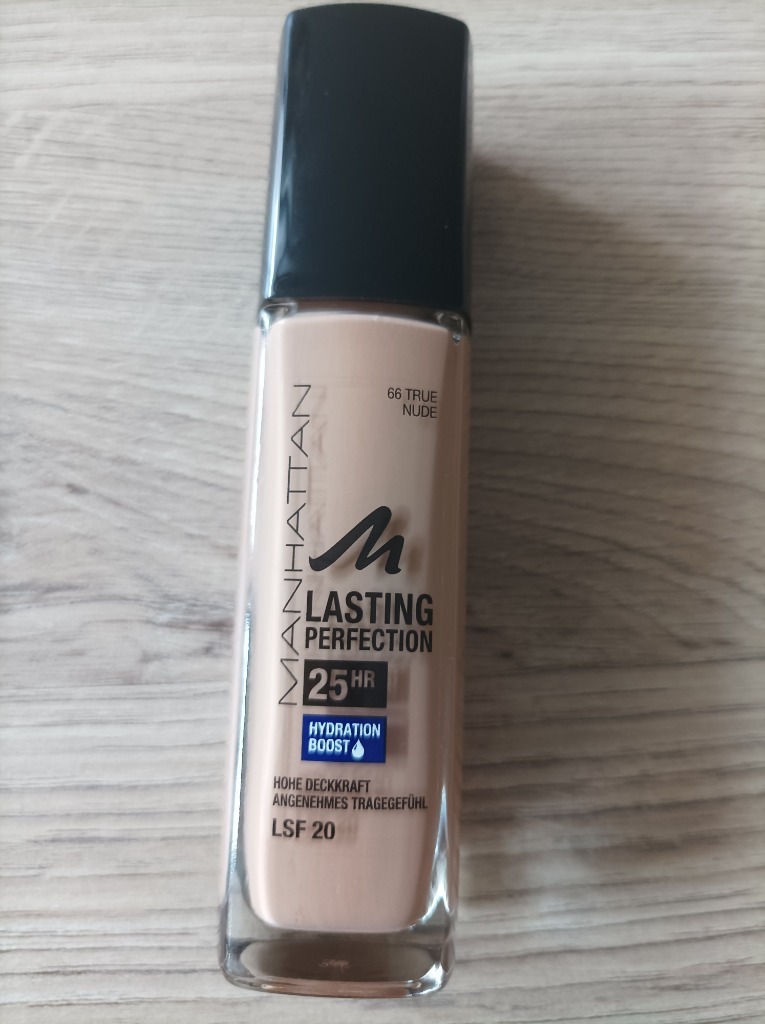 66 TRUE
NUDE
MANHATTAN
M
LASTING
PERFECTION
25HR
HYDRATION
BOOST
HOHE DECKKRAFT
ANGENEHMES TRAGEGEFÜHL
LSF 20